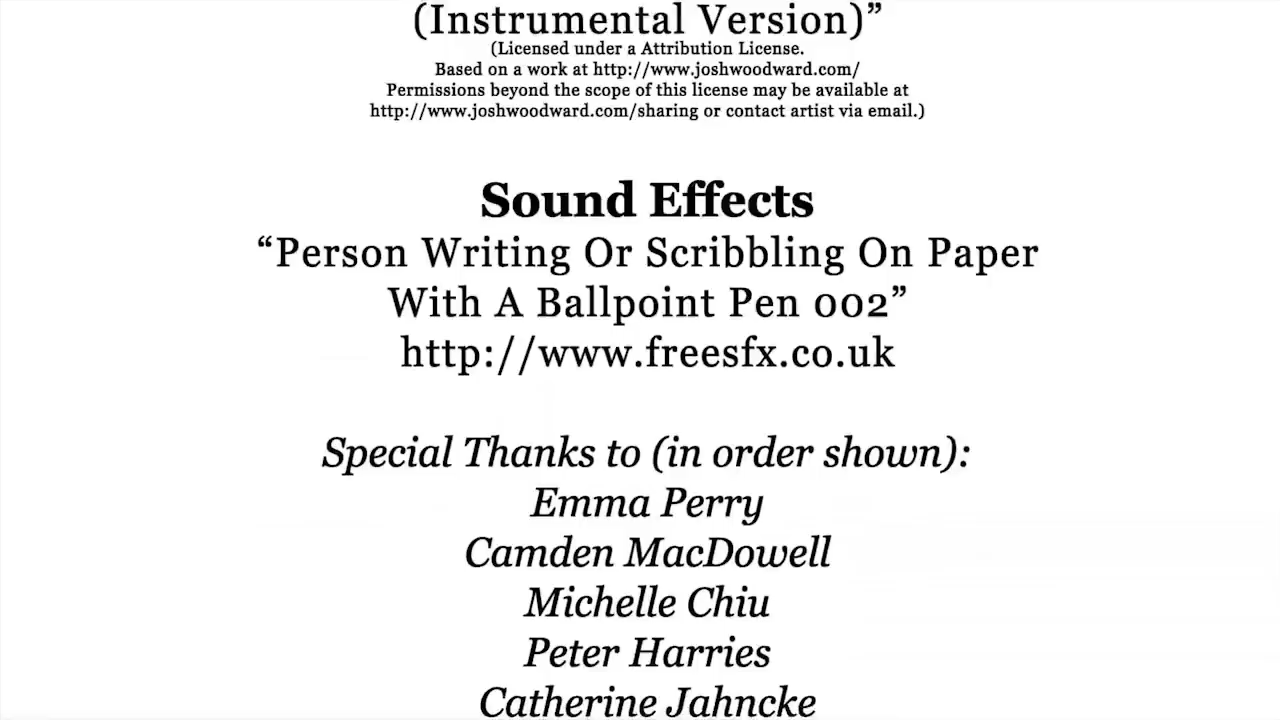 (Instrumental Version)”
(Licensed under a Attribution License.
Based on a work at http://www.joshwoodward.com/
Permissions beyond the scope of this license may be available at
http://www.joshwoodward.com/sharing or contact artist via email.)
Sound Effects
“Person Writing Or Scribbling On Paper
With A Ballpoint Pen 002”
http://www.freesfx.co.uk
Special Thanks to (in order shown):
Emma Perry
Camden MacDowell
Michelle Chiu
Peter Harries
Catherine Jahncke